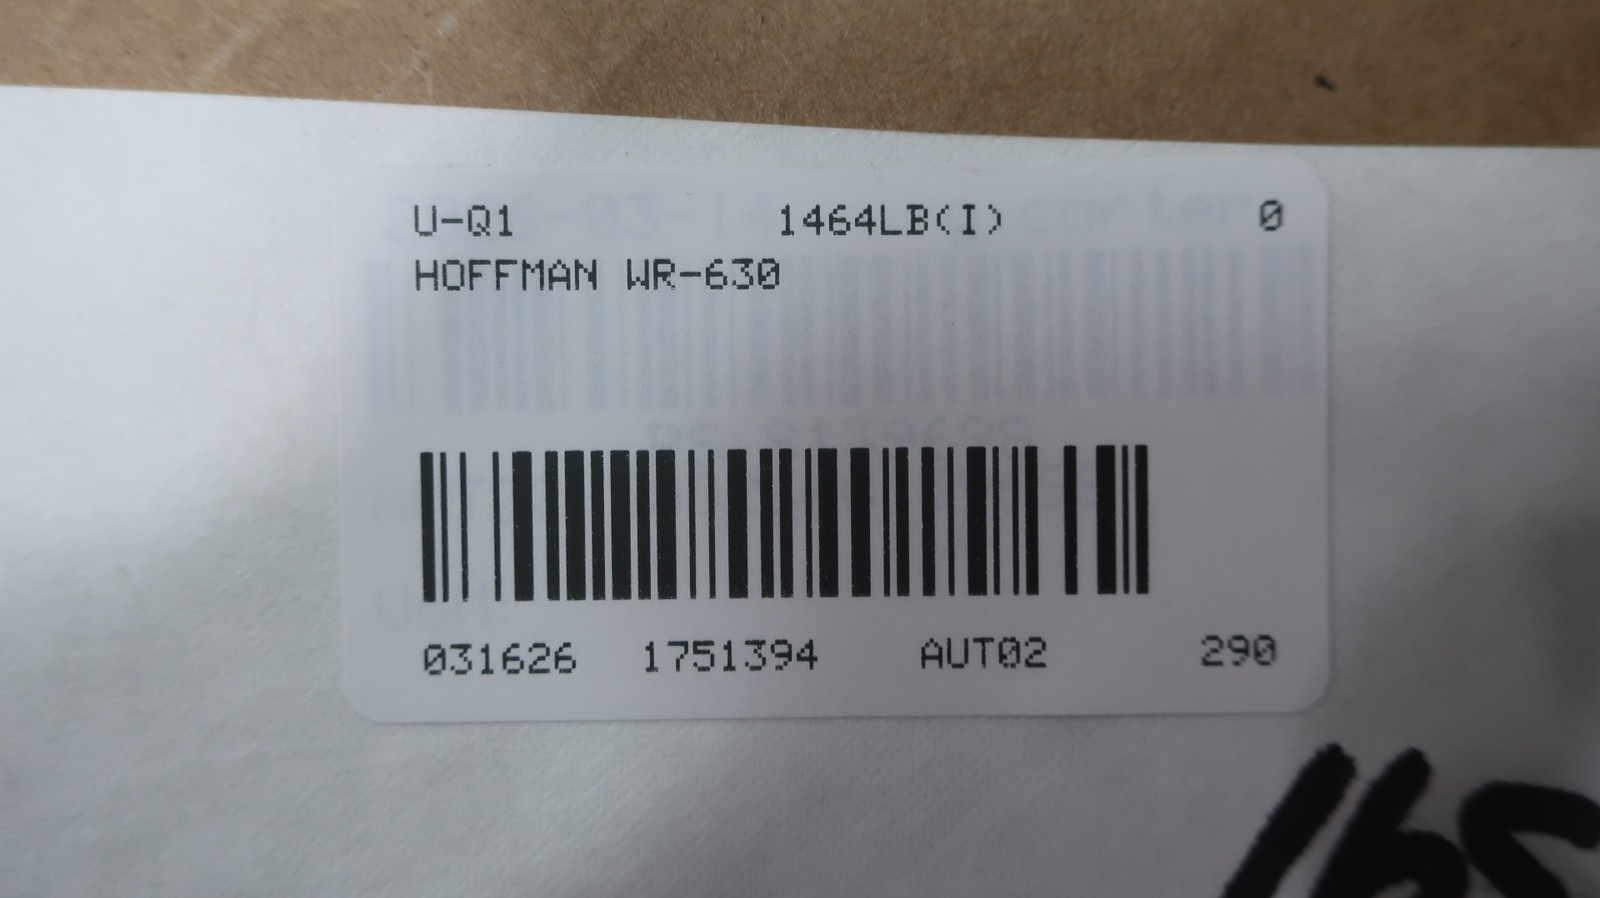 U-Q1 1464LB(I) 0
HOFFMAN WR-630
031626 1751394 AUT02 290